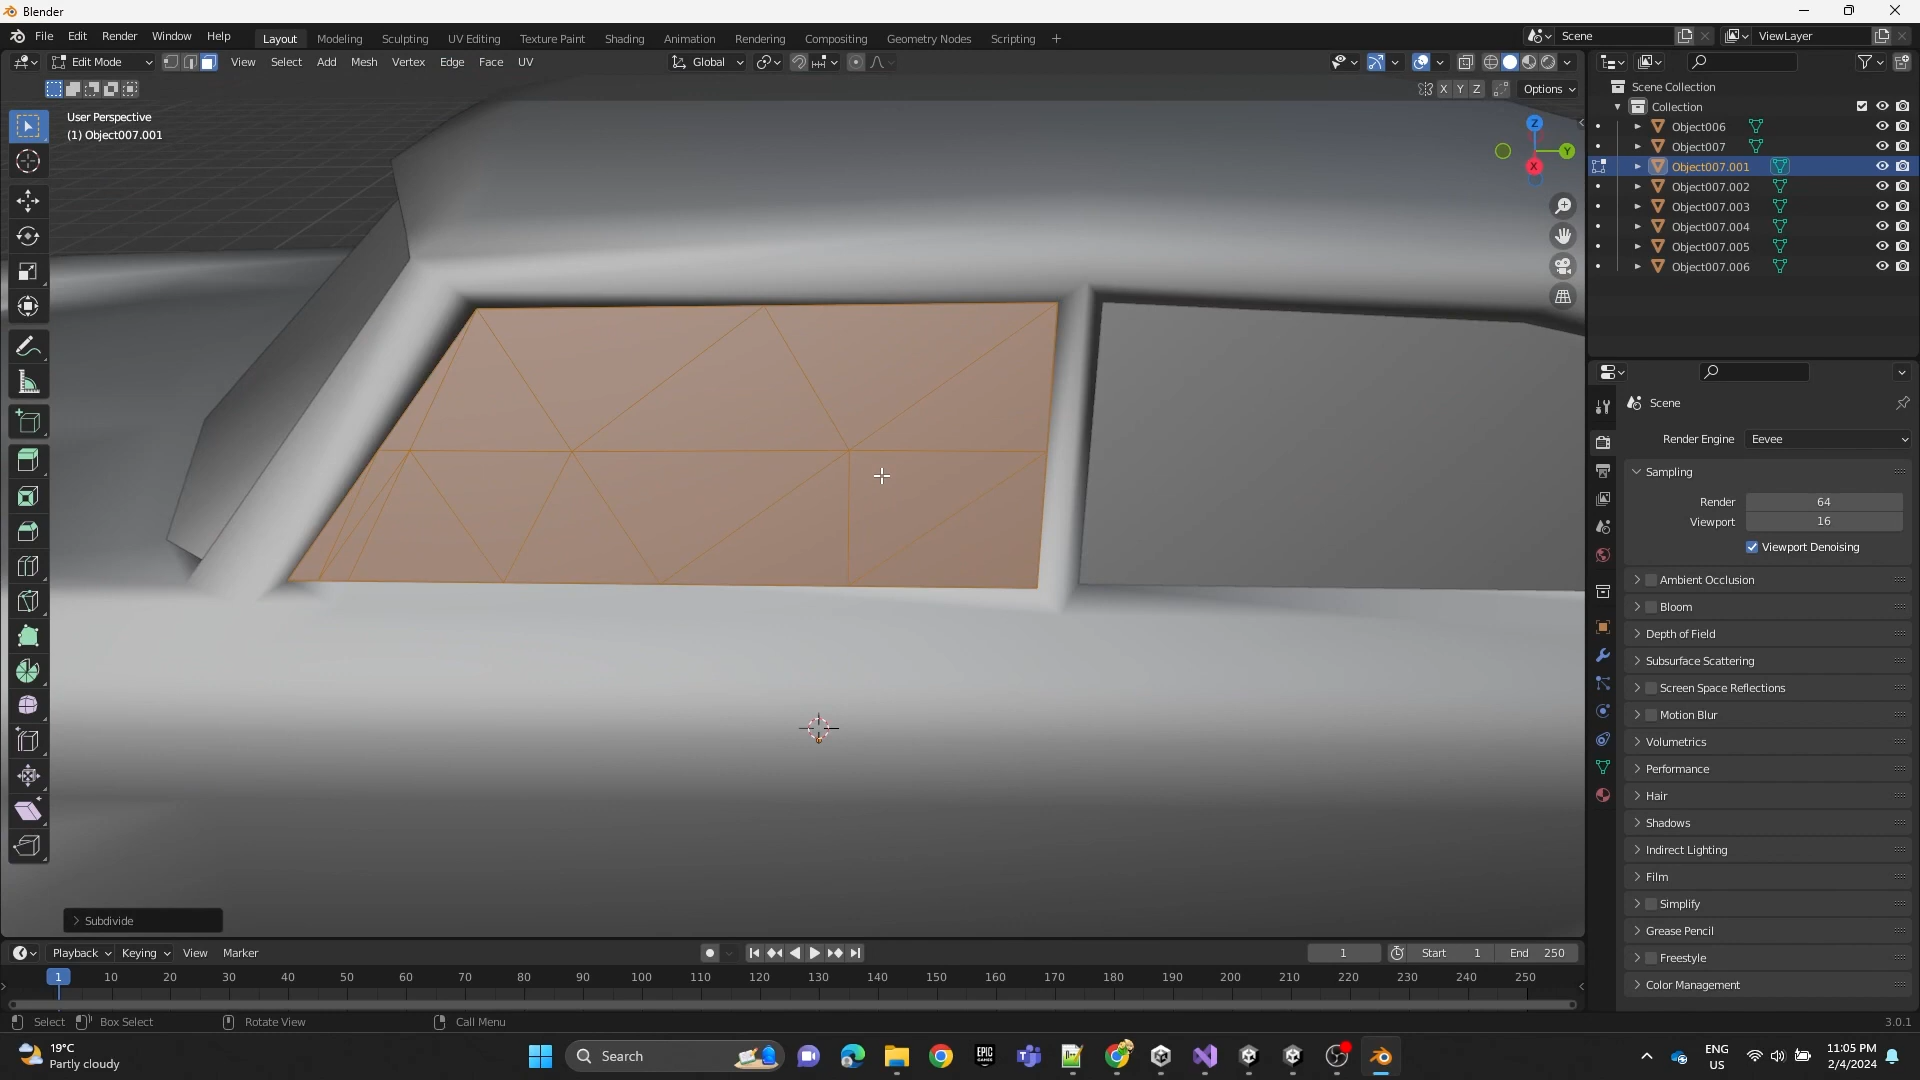 Blender
File Edit Render Window Help
Layout Modeling Sculpting UV Editing Texture Paint Shading Animation Rendering Compositing Geometry Nodes Scripting +
Scene ViewLayer
Edit Mode View Select Add Mesh Vertex Edge Face UV Global
X Y Z Options
User Perspective
(1) Object007.001
Z
Y
X
Scene Collection
Collection
Object006
Object007
Object007.001
Object007.002
Object007.003
Object007.004
Object007.005
Object007.006
Scene
Render Engine Eevee
Sampling
Render 64
Viewport 16
Viewport Denoising
Ambient Occlusion
Bloom
Depth of Field
Subsurface Scattering
Screen Space Reflections
Motion Blur
Volumetrics
Performance
Hair
Shadows
Indirect Lighting
Film
Simplify
Grease Pencil
Freestyle
Color Management
Subdivide
Playback Keying View Marker 1 Start 1 End 250
1 10 20 30 40 50 60 70 80 90 100 110 120 130 140 150 160 170 180 190 200 210 220 230 240 250
Select Box Select Rotate View Call Menu 3.0.1
19°C
Partly cloudy
Search
EPIC GAMES
ENG
US
11:05 PM
2/4/2024